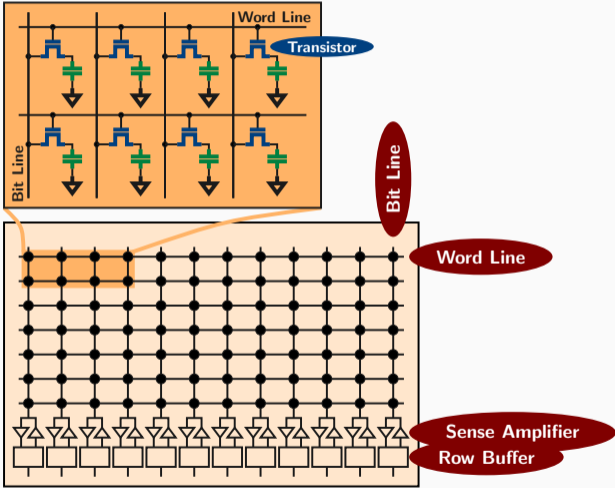 Word Line
Transistor
Bit Line
Bit Line
Word Line
Sense Amplifier
Row Buffer